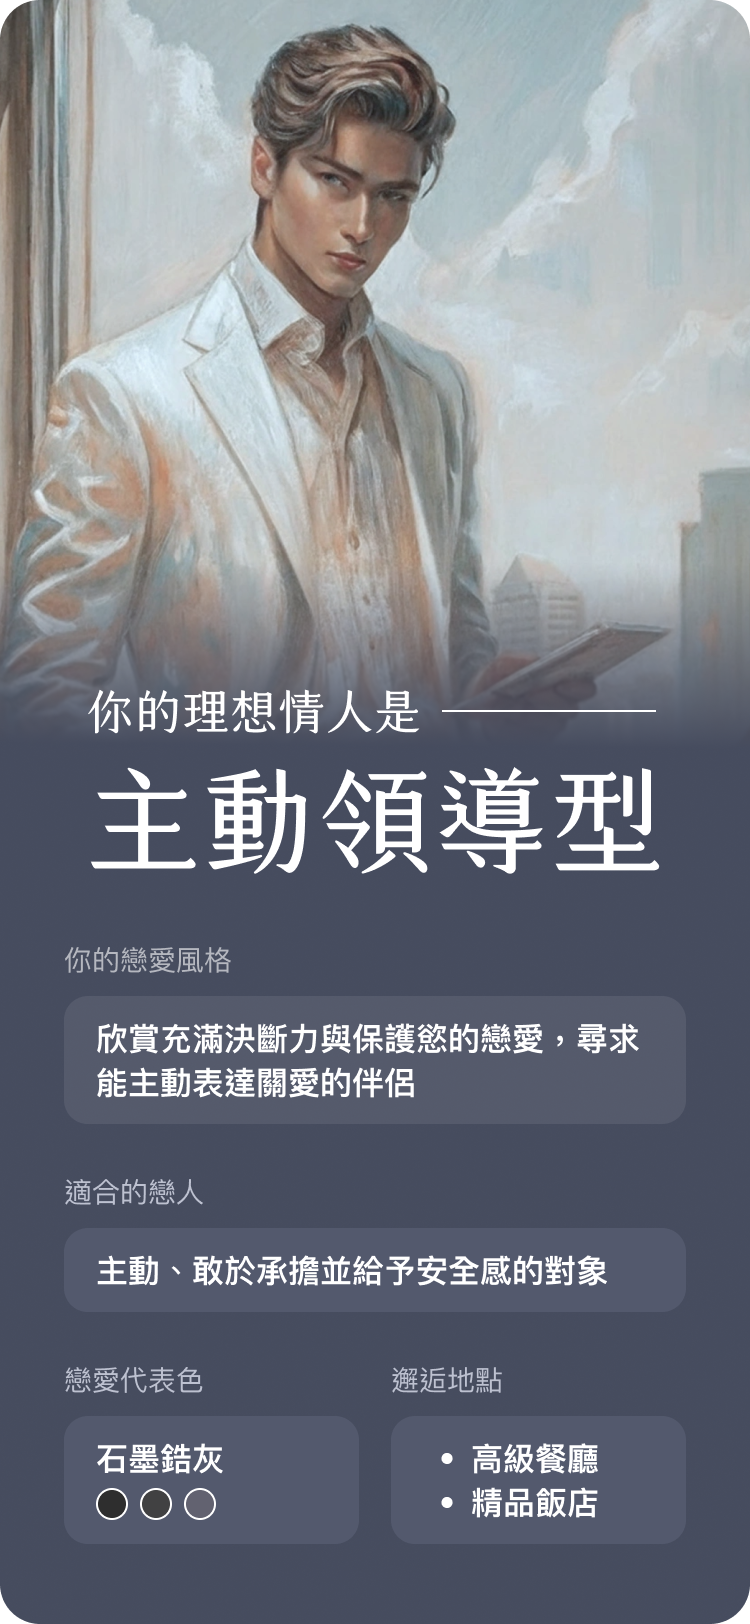 你的理想情人是
主動領導型
你的戀愛風格
欣賞充滿決斷力與保護慾的戀愛，尋求
能主動表達關愛的伴侶
適合的戀人
主動、敢於承擔並給予安全感的對象
戀愛代表色
石墨鋯灰
邂逅地點
• 高級餐廳
• 精品飯店